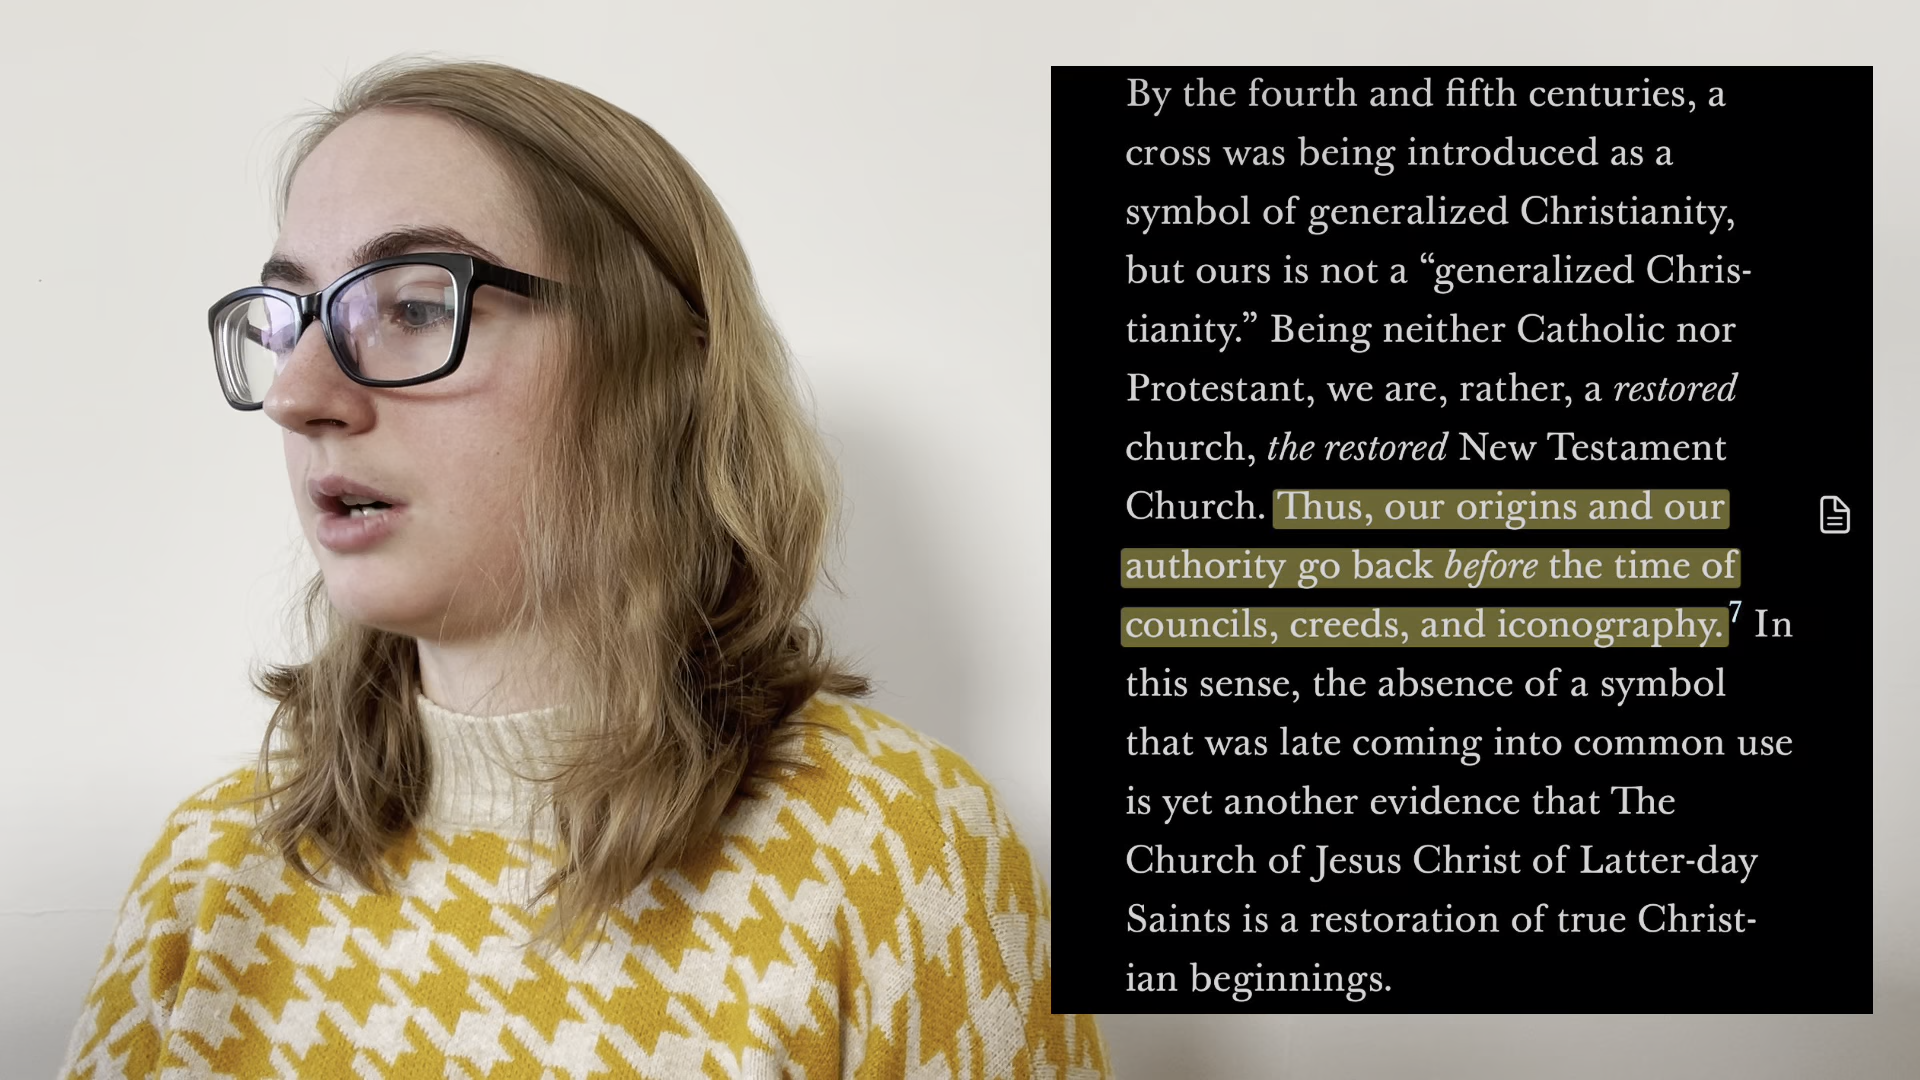 By the fourth and fifth centuries, a
cross was being introduced as a
symbol of generalized Christianity,
but ours is not a “generalized Chris-
tianity.” Being neither Catholic nor
Protestant, we are, rather, a restored
church, the restored New Testament
Church. Thus, our origins and our
authority go back before the time of
councils, creeds, and iconography.7 In
this sense, the absence of a symbol
that was late coming into common use
is yet another evidence that The
Church of Jesus Christ of Latter-day
Saints is a restoration of true Christ-
ian beginnings.